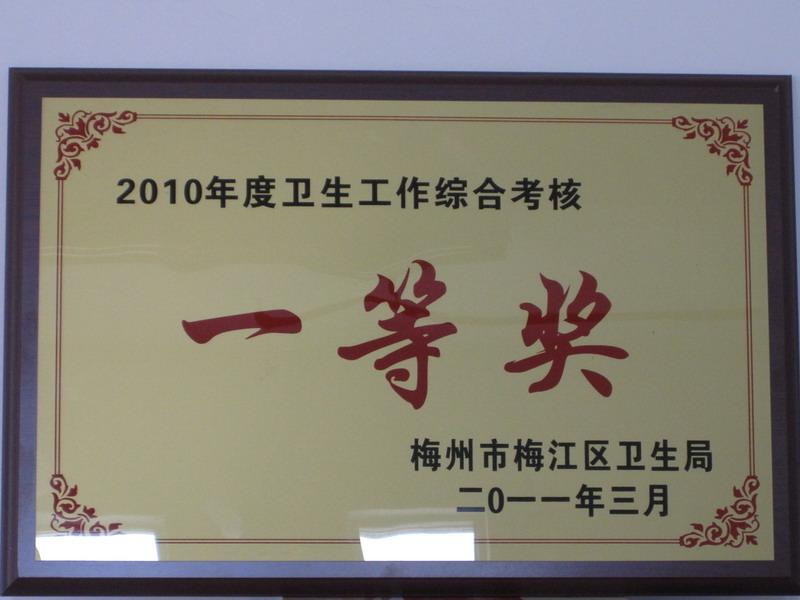 2010年度卫生工作综合考核
一等奖
梅州市梅江区卫生局
二0一一年三月